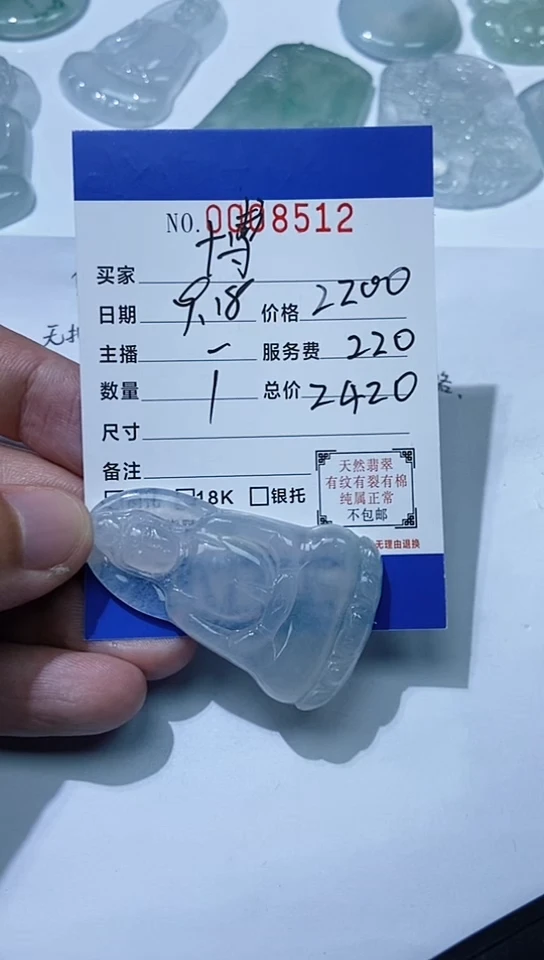 NO.0008512
买家 博
日期 9.18 价格 2200
主播 一 服务费 220
数量 1 总价 2420
尺寸
备注
18K 银托
天然翡翠
有纹有裂有棉
纯属正常
不包邮
无理由退换
无